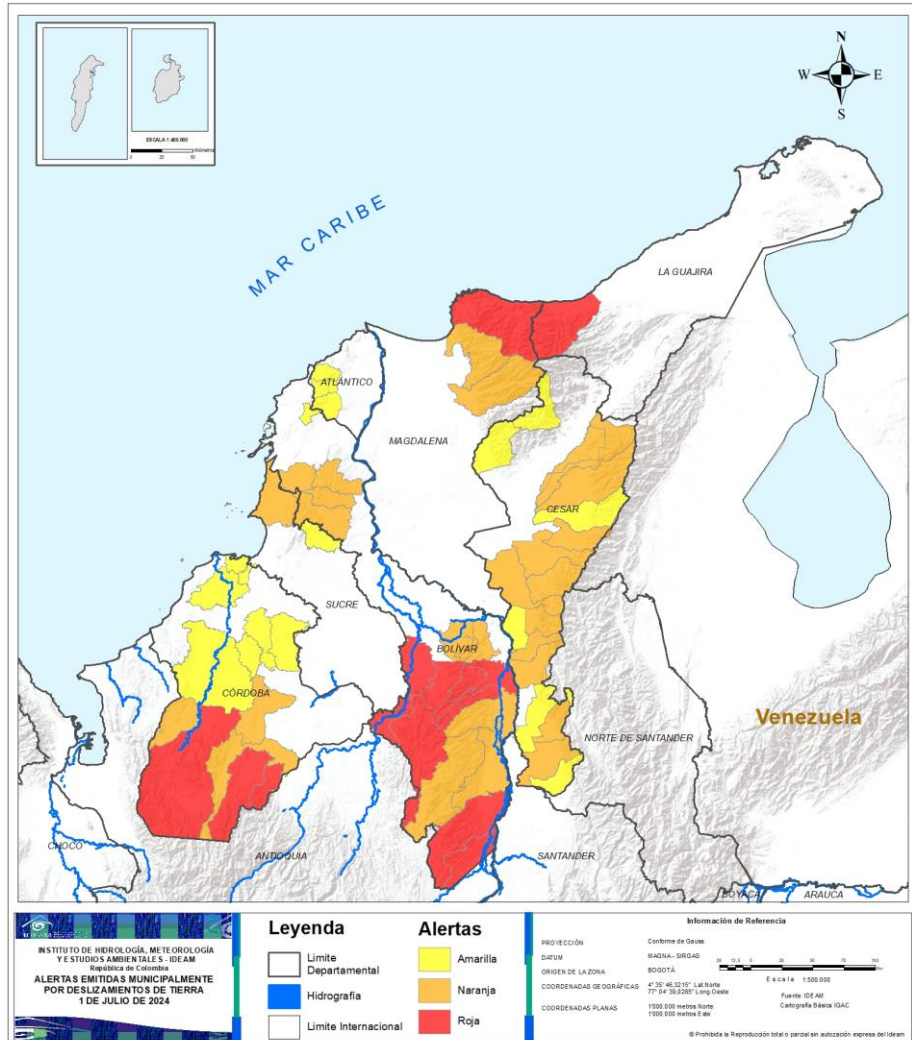 ESCALA 1:400.000
N
W E
S
MAR CARIBE
LA GUAJIRA
ATLÁNTICO
MAGDALENA
CESAR
SUCRE
BOLÍVAR
CÓRDOBA
Venezuela
NORTE DE SANTANDER
CHOCÓ
ANTIOQUIA
SANTANDER
BOYACÁ
ARAUCA
IDEAM
INSTITUTO DE HIDROLOGÍA, METEOROLOGÍA
Y ESTUDIOS AMBIENTALES - IDEAM
República de Colombia
ALERTAS EMITIDAS MUNICIPALMENTE
POR DESLIZAMIENTOS DE TIERRA
1 DE JULIO DE 2024
Leyenda
Limite
Departamental
Hidrografía
Limite Internacional
Alertas
Amarilla
Naranja
Roja
Información de Referencia
PROYECCIÓN Conforme de Gauss
DATUM MAGNA - SIRGAS
ORIGEN DE LA ZONA BOGOTÁ
COORDENADAS GEOGRÁFICAS 4° 35' 46,3215" Lat.Norte
77° 04' 39,0285" Long.Oeste
COORDENADAS PLANAS 1'000.000 metros Norte
1'000.000 metros Este
Escala 1:500.000
Fuente: IDEAM
Cartografía Básica IGAC
© Prohibida la Reproducción total o parcial sin autorización expresa del Ideam